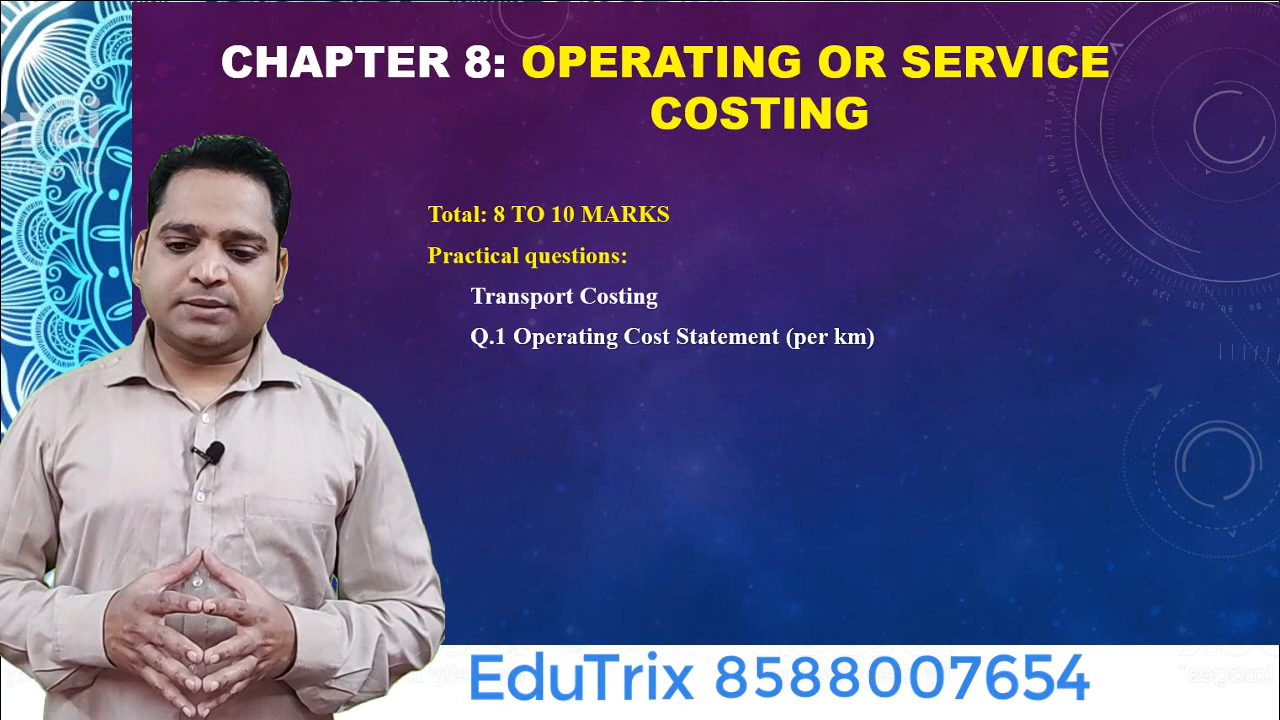 CHAPTER 8: OPERATING OR SERVICE
COSTING
Total: 8 TO 10 MARKS
Practical questions:
Transport Costing
Q.1 Operating Cost Statement (per km)
EduTrix 8588007654